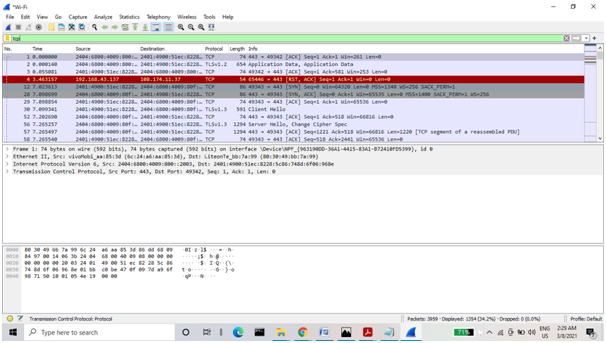 *Wi-Fi
File Edit View Go Capture Analyze Statistics Telephony Wireless Tools Help
tcp
No. Time Source Destination Protocol Length Info
1 0.000000 2404:6800:4009:800:… 2401:4900:51ec:8228… TCP 74 443 → 49342 [ACK] Seq=1 Ack=1 Win=261 Len=0
2 0.000160 2404:6800:4009:800:… 2401:4900:51ec:8228… TLSv1.2 854 Application Data, Application Data
3 0.055081 2401:4900:51ec:8228… 2404:6800:4009:800:… TCP 74 49342 → 443 [ACK] Seq=1 Ack=581 Win=253 Len=0
4 3.463157 192.168.43.137 108.174.11.37 TCP 54 65446 → 443 [RST, ACK] Seq=1 Ack=1 Win=0 Len=0
12 7.023613 2401:4900:51ec:8228… 2404:6800:4009:80f:… TCP 86 49343 → 443 [SYN] Seq=0 Win=64320 Len=0 MSS=1340 WS=256 SACK_PERM=1
28 7.098699 2404:6800:4009:80f:… 2401:4900:51ec:8228… TCP 86 443 → 49343 [SYN, ACK] Seq=0 Ack=1 Win=65535 Len=0 MSS=1400 SACK_PERM=1 WS=256
29 7.098854 2401:4900:51ec:8228… 2404:6800:4009:80f:… TCP 74 49343 → 443 [ACK] Seq=1 Ack=1 Win=65536 Len=0
30 7.099341 2401:4900:51ec:8228… 2404:6800:4009:80f:… TLSv1.3 591 Client Hello
52 7.202690 2404:6800:4009:80f:… 2401:4900:51ec:8228… TCP 74 443 → 49343 [ACK] Seq=1 Ack=518 Win=66816 Len=0
56 7.265257 2404:6800:4009:80f:… 2401:4900:51ec:8228… TLSv1.3 1294 Server Hello, Change Cipher Spec
57 7.265497 2404:6800:4009:80f:… 2401:4900:51ec:8228… TCP 1294 443 → 49343 [ACK] Seq=1221 Ack=518 Win=66816 Len=1220 [TCP segment of a reassembled PDU]
58 7.265540 2401:4900:51ec:8228… 2404:6800:4009:80f:… TCP 74 49343 → 443 [ACK] Seq=518 Ack=2441 Win=65536 Len=0
Frame 1: 74 bytes on wire (592 bits), 74 bytes captured (592 bits) on interface \Device\NPF_{963190DD-36A1-4415-83A1-B72410FD5399}, id 0
Ethernet II, Src: vivoMobi_aa:85:3d (6c:24:a6:aa:85:3d), Dst: LiteonTe_bb:7a:99 (80:30:49:bb:7a:99)
Internet Protocol Version 6, Src: 2404:6800:4009:800::2003, Dst: 2401:4900:51ec:8228:5c86:748d:6f06:968e
Transmission Control Protocol, Src Port: 443, Dst Port: 49342, Seq: 1, Ack: 1, Len: 0
0000 80 30 49 bb 7a 99 6c 24 a6 aa 85 3d 86 dd 68 09
0010 84 97 00 14 06 3b 24 04 68 00 40 09 08 00 00 00
0020 00 00 00 00 20 03 24 01 49 00 51 ec 82 28 5c 86
0030 74 8d 6f 06 96 8e 01 bb c0 be 47 0f 09 7d a9 6f
0040 98 71 50 10 01 05 4e 19 00 00
Transmission Control Protocol: Protocol
Packets: 3959 · Displayed: 1354 (34.2%) · Dropped: 0 (0.0%)
Profile: Default
Type here to search
71%
ENG
US
2:29 AM
3/8/2021